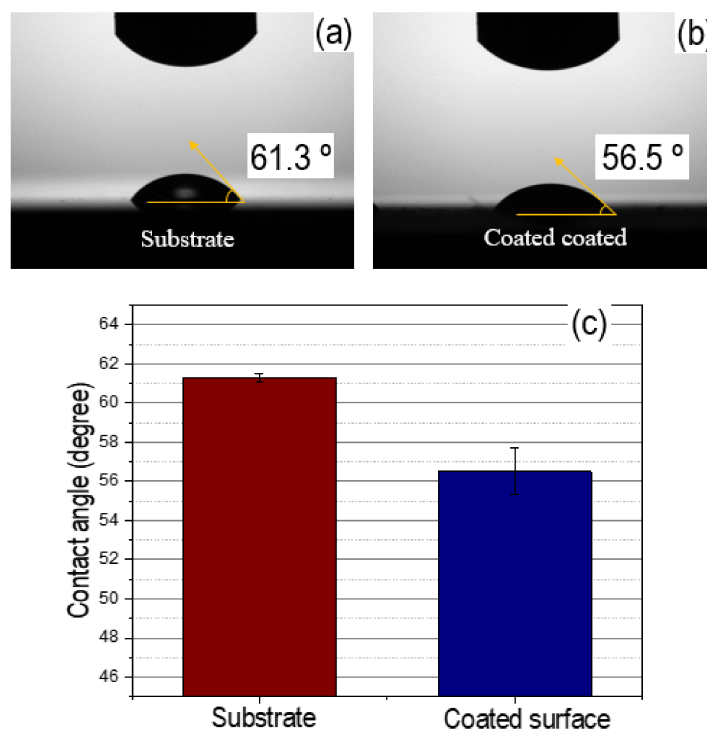 (a)
61.3 º
Substrate
(b)
56.5 º
Coated coated
(c)
Contact angle (degree)
64
62
60
58
56
54
52
60
48
46
Substrate
Coated surface